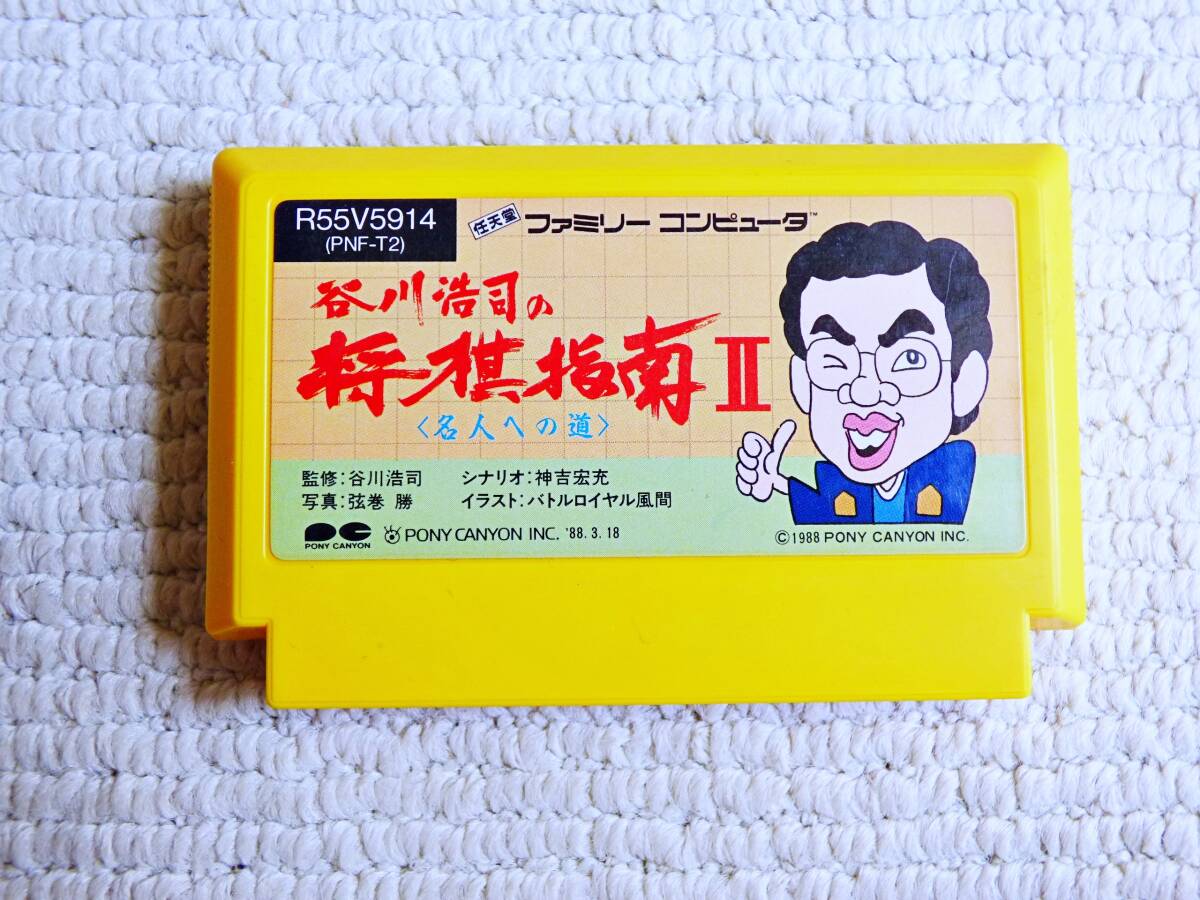 R55V5914
(PNF-T2)
任天堂 ファミリー コンピュータ™
谷川浩司の
将棋指南II
〈名人への道〉
監修:谷川浩司 シナリオ:神吉宏充
写真:弦巻 勝 イラスト:バトルロイヤル風間
PONY CANYON
PONY CANYON INC. '88.3.18
©1988 PONY CANYON INC.